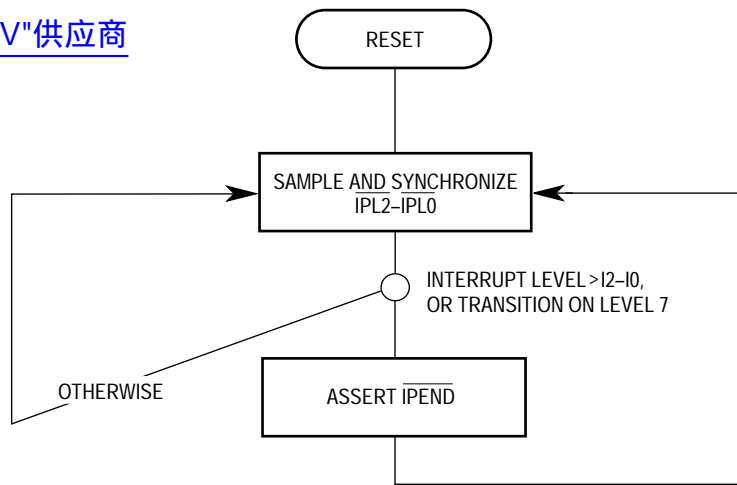 V"供应商
RESET
SAMPLE AND SYNCHRONIZE
IPL2–IPL0
INTERRUPT LEVEL > I2–I0,
OR TRANSITION ON LEVEL 7
OTHERWISE
ASSERT IPEND